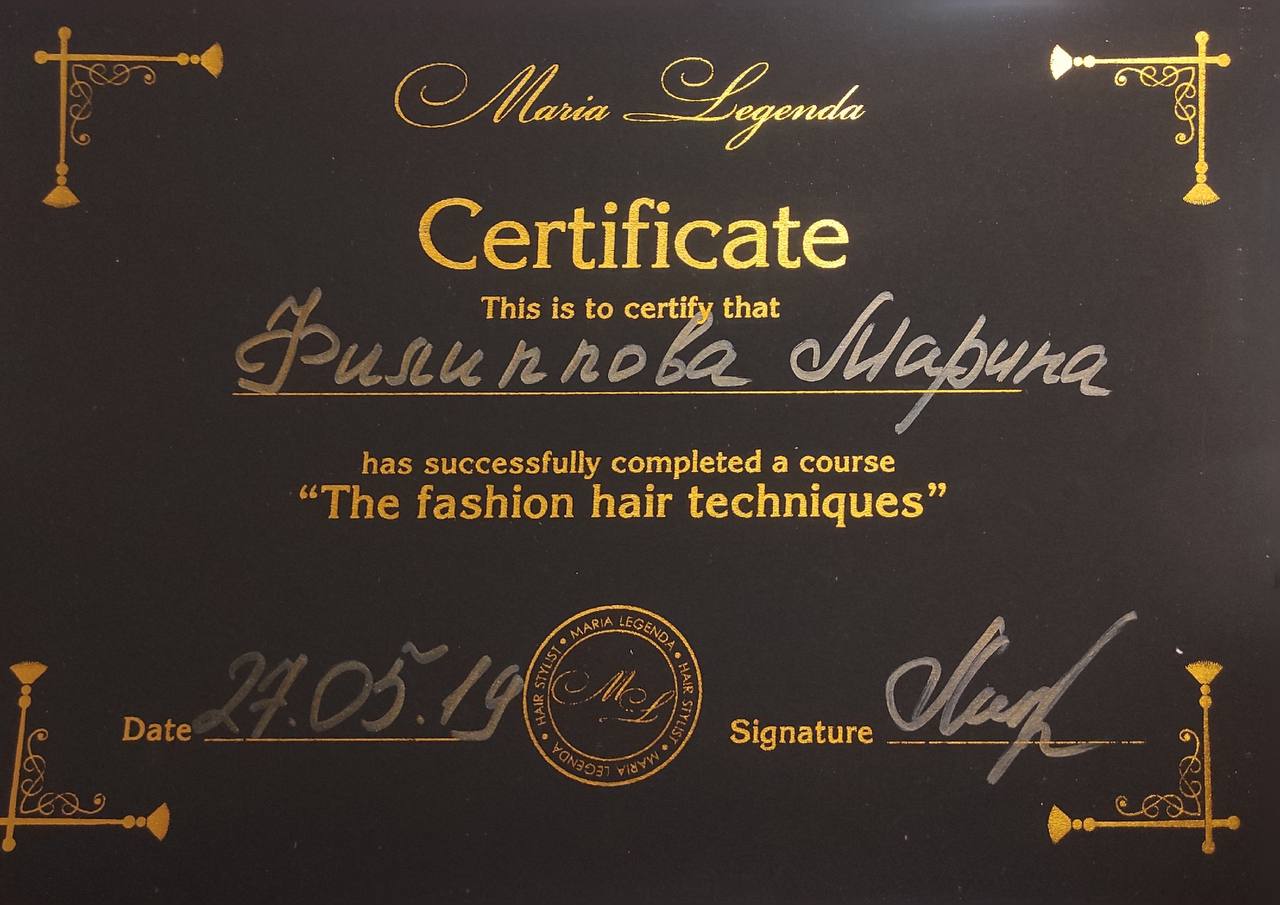 Maria Legenda
Certificate
This is to certify that
Филиппова Марина
has successfully completed a course
“The fashion hair techniques”
Date 27.05.19
MARIA LEGENDA • HAIR STYLIST • MARIA LEGENDA • HAIR STYLIST •
ML
Signature